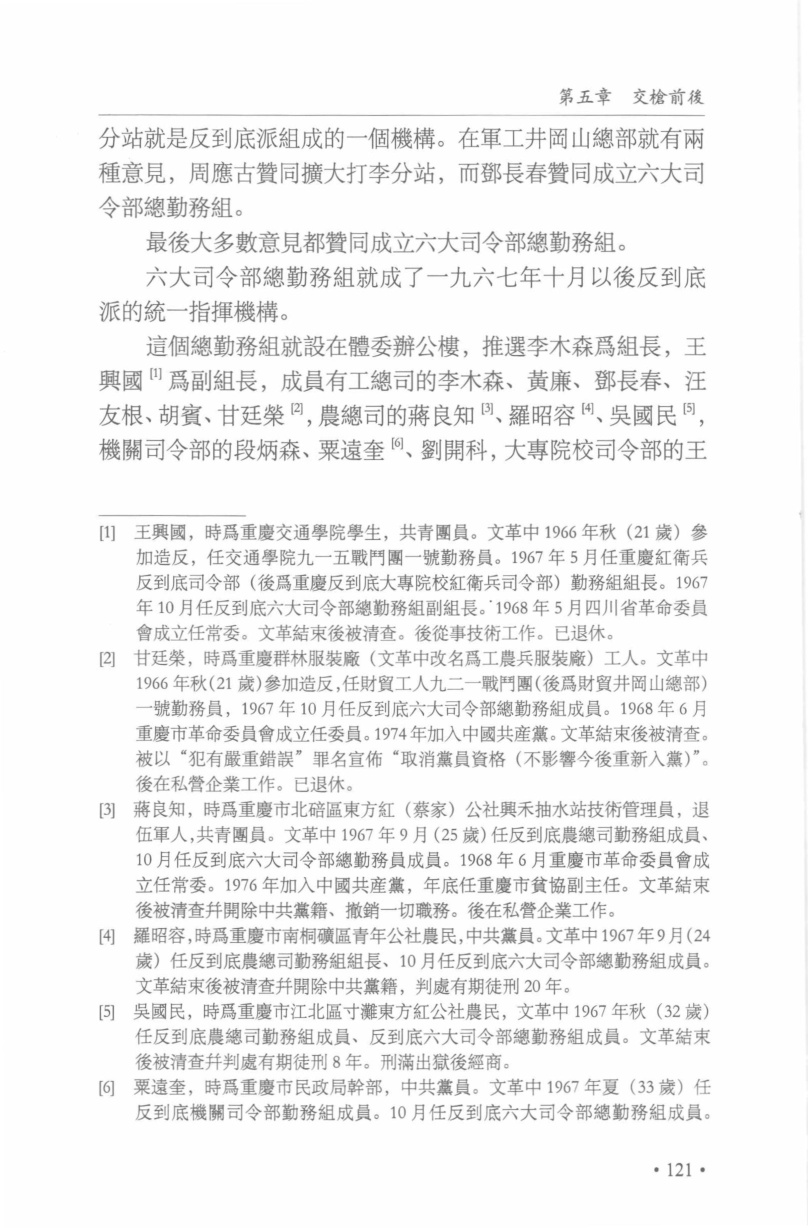 第五章　交槍前後
分站就是反到底派組成的一個機構。在軍工井岡山總部就有兩
種意見，周應古贊同擴大打李分站，而鄧長春贊同成立六大司
令部總勤務組。
最後大多數意見都贊同成立六大司令部總勤務組。
六大司令部總勤務組就成了一九六七年十月以後反到底
派的統一指揮機構。
這個總勤務組就設在體委辦公樓，推選李木森爲組長，王
興國 [1] 爲副組長，成員有工總司的李木森、黃廉、鄧長春、汪
友根、胡賓、甘廷榮 [2]，農總司的蔣良知 [3]、羅昭容 [4]、吳國民 [5]，
機關司令部的段炳森、粟遠奎 [6]、劉開科，大專院校司令部的王
[1] 王興國，時爲重慶交通學院學生，共青團員。文革中 1966 年秋（21 歲）參
加造反，任交通學院九一五戰鬥團一號勤務員。1967 年 5 月任重慶紅衛兵
反到底司令部（後爲重慶反到底大專院校紅衛兵司令部）勤務組組長。1967
年 10 月任反到底六大司令部總勤務組副組長。1968 年 5 月四川省革命委員
會成立任常委。文革結束後被清查。後從事技術工作。已退休。
[2] 甘廷榮，時爲重慶群林服裝廠（文革中改名爲工農兵服裝廠）工人。文革中
1966 年秋(21 歲)參加造反，任財貿工人九二一戰鬥團(後爲財貿井岡山總部)
一號勤務員，1967 年 10 月任反到底六大司令部總勤務組成員。1968 年 6 月
重慶市革命委員會成立任委員。1974 年加入中國共産黨。文革結束後被清查。
被以“犯有嚴重錯誤”罪名宣佈“取消黨員資格（不影響今後重新入黨）”。
後在私營企業工作。已退休。
[3] 蔣良知，時爲重慶市北碚區東方紅（蔡家）公社興禾抽水站技術管理員，退
伍軍人，共青團員。文革中 1967 年 9 月(25 歲)任反到底農總司勤務組成員、
10 月任反到底六大司令部總勤務員成員。1968 年 6 月重慶市革命委員會成
立任常委。1976 年加入中國共産黨，年底任重慶市貧協副主任。文革結束
後被清查幷開除中共黨籍、撤銷一切職務。後在私營企業工作。
[4] 羅昭容，時爲重慶市南桐礦區青年公社農民，中共黨員。文革中 1967 年 9 月(24
歲）任反到底農總司勤務組組長、10 月任反到底六大司令部總勤務組成員。
文革結束後被清查幷開除中共黨籍，判處有期徒刑 20 年。
[5] 吳國民，時爲重慶市江北區寸灘東方紅公社農民，文革中 1967 年秋（32 歲）
任反到底農總司勤務組成員、反到底六大司令部總勤務組成員。文革結束
後被清查幷判處有期徒刑 8 年。刑滿出獄後經商。
[6] 粟遠奎，時爲重慶市民政局幹部，中共黨員。文革中 1967 年夏（33 歲）任
反到底機關司令部勤務組成員。10 月任反到底六大司令部總勤務組成員。
• 121 •